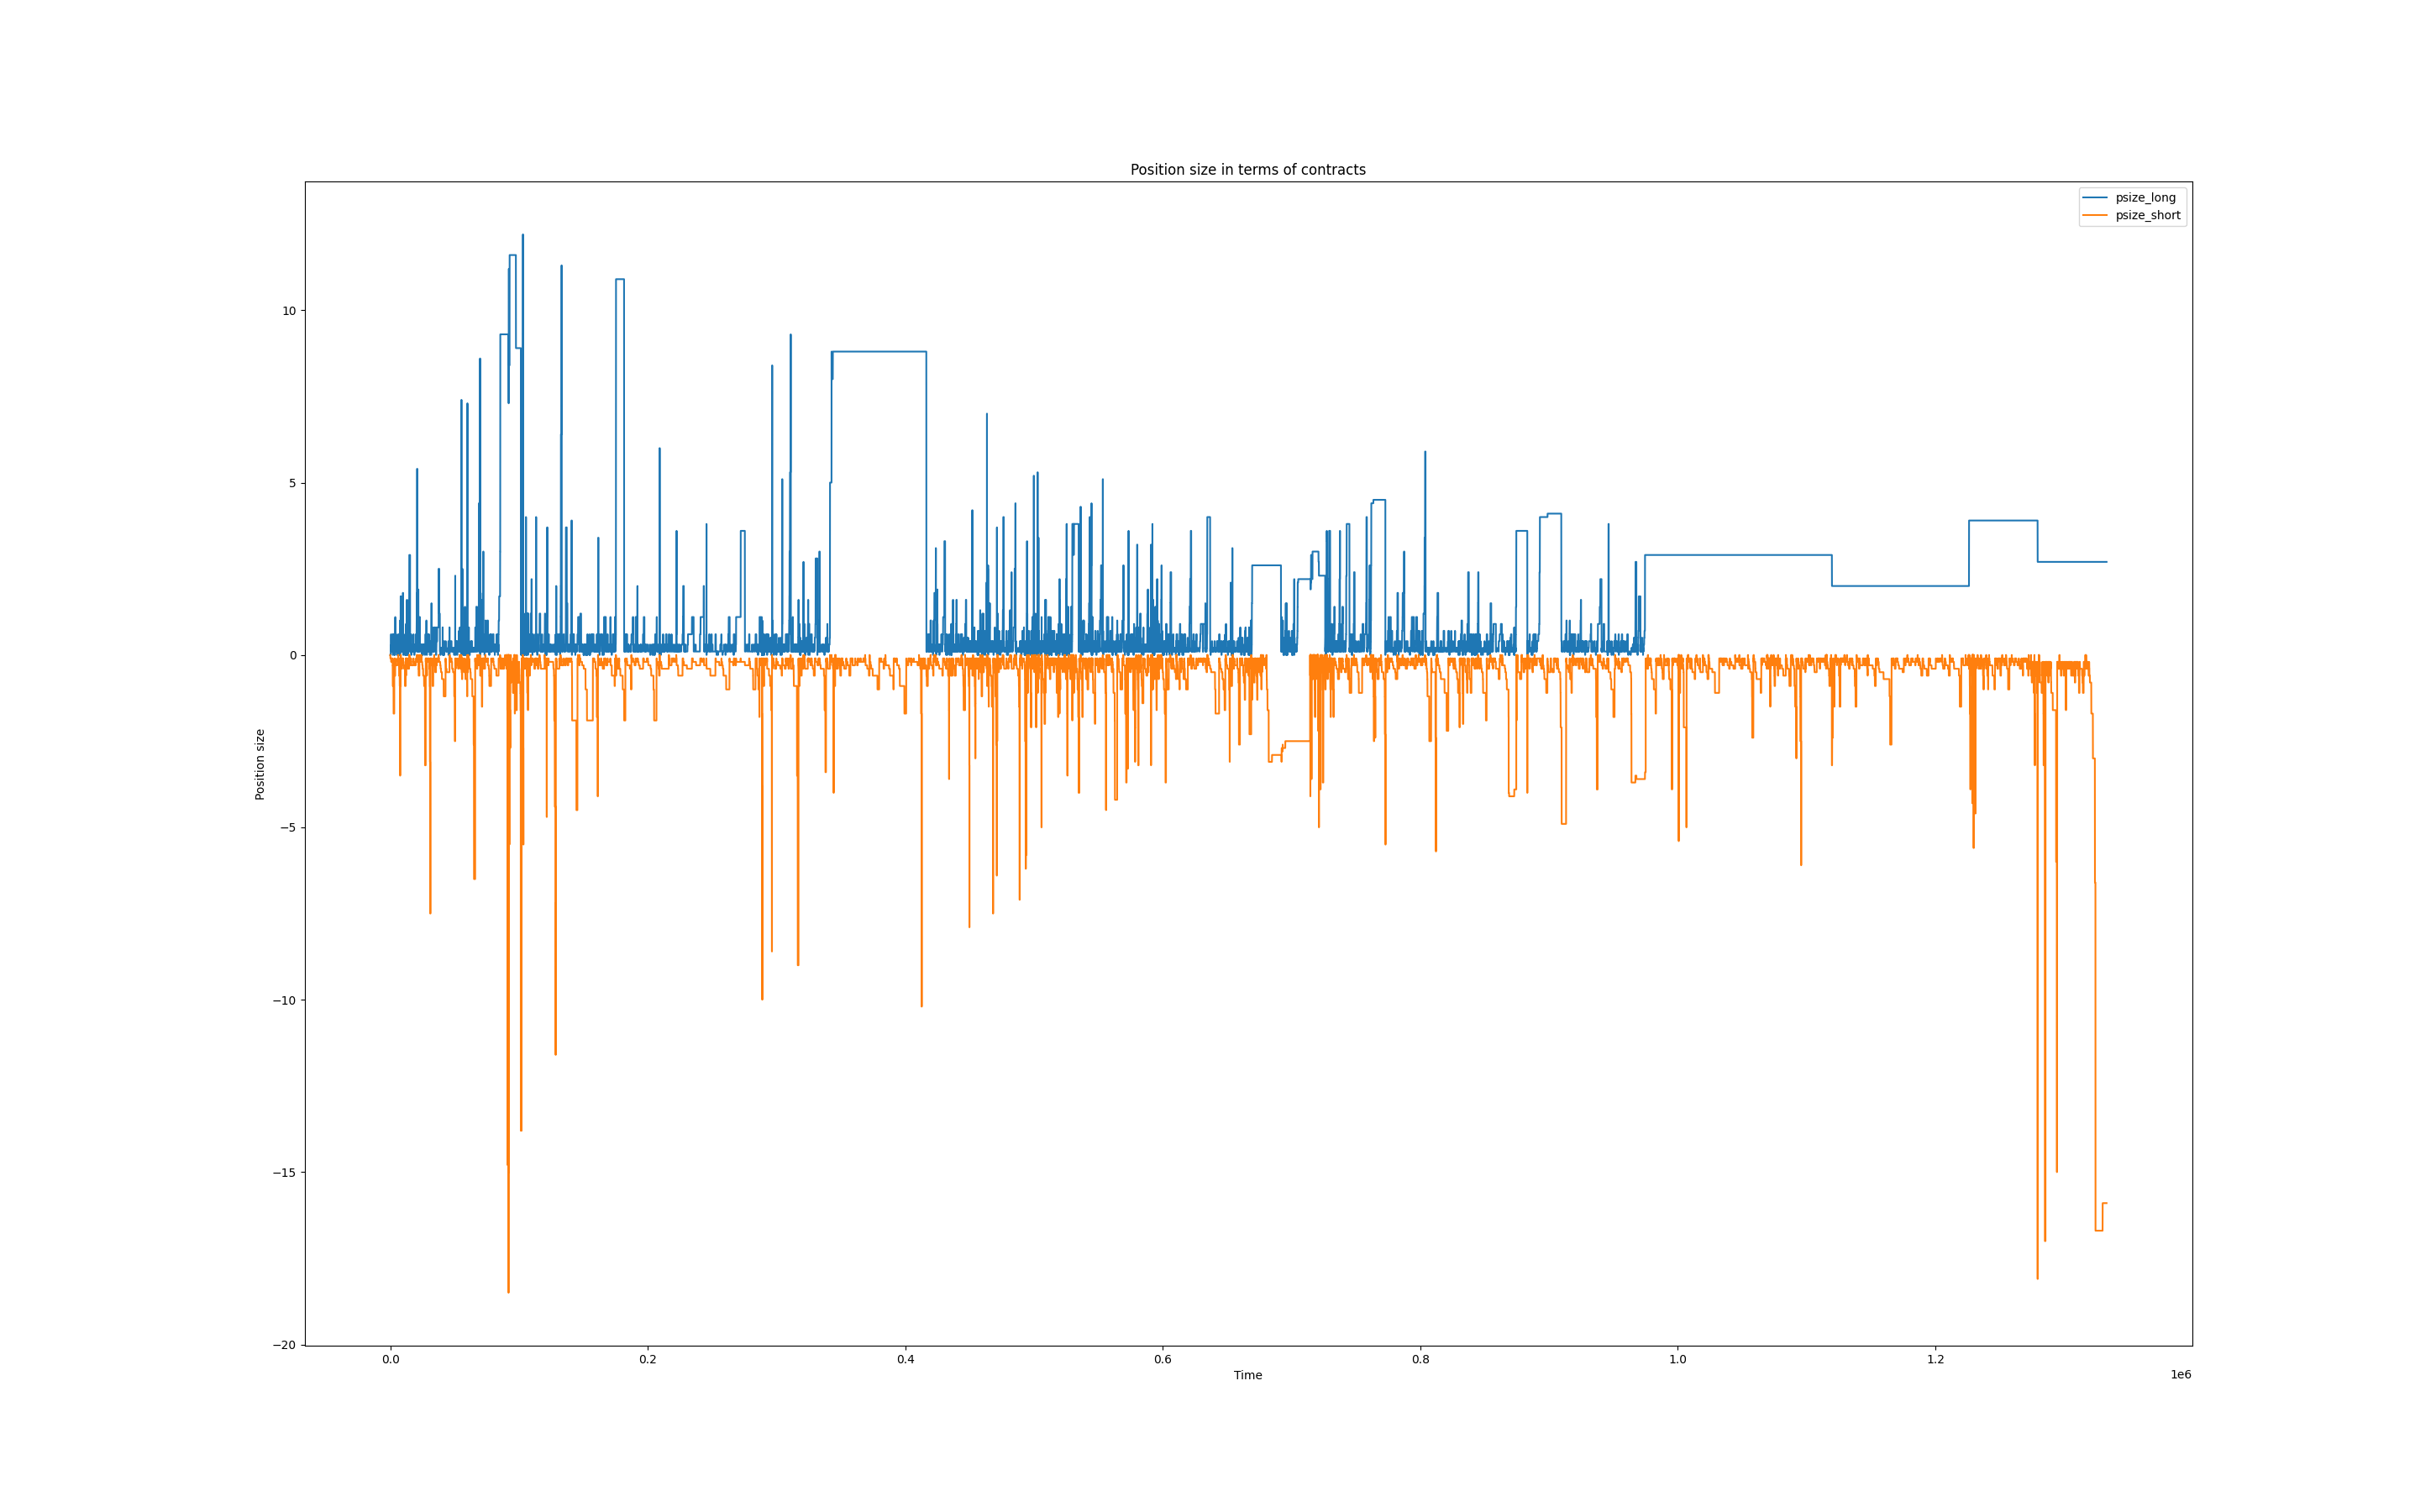 Position size in terms of contracts
psize_long
psize_short
10
5
0
−5
−10
−15
−20
Position size
0.0 0.2 0.4 0.6 0.8 1.0 1.2
1e6
Time